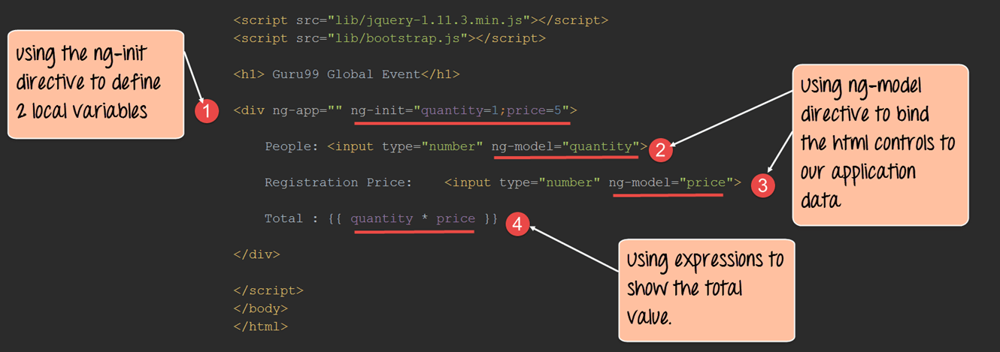 <script src="lib/jquery-1.11.3.min.js"></script>
<script src="lib/bootstrap.js"></script>
using the ng-init
directive to define
2 local variables
<h1> Guru99 Global Event</h1>
1
<div ng-app="" ng-init="quantity=1;price=5">
People: <input type="number" ng-model="quantity">
2
using ng-model
directive to bind
the html controls to
our application
data
Registration Price: <input type="number" ng-model="price">
3
Total : {{ quantity * price }}
4
using expressions to
show the total
value.
</div>
</script>
</body>
</html>